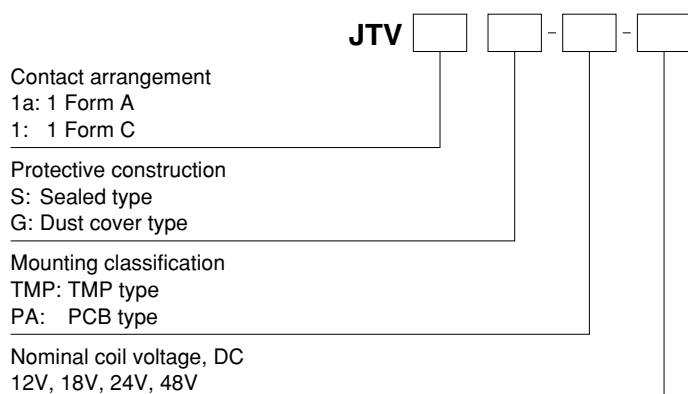 JTV - -
Contact arrangement
1a: 1 Form A
1: 1 Form C
Protective construction
S: Sealed type
G: Dust cover type
Mounting classification
TMP: TMP type
PA: PCB type
Nominal coil voltage, DC
12V, 18V, 24V, 48V